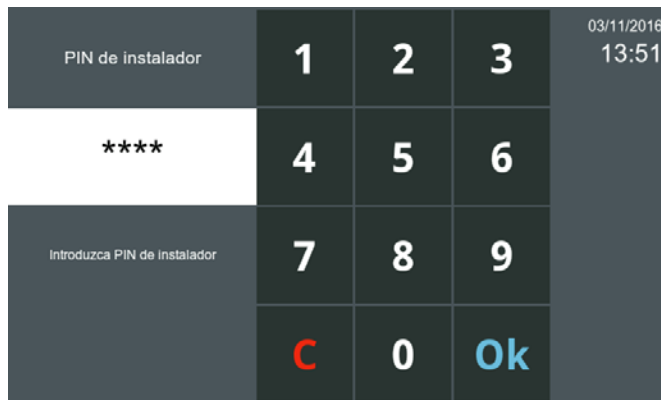 PIN de instalador
****
Introduzca PIN de instalador
1 2 3
4 5 6
7 8 9
C 0 Ok
03/11/2016
13:51